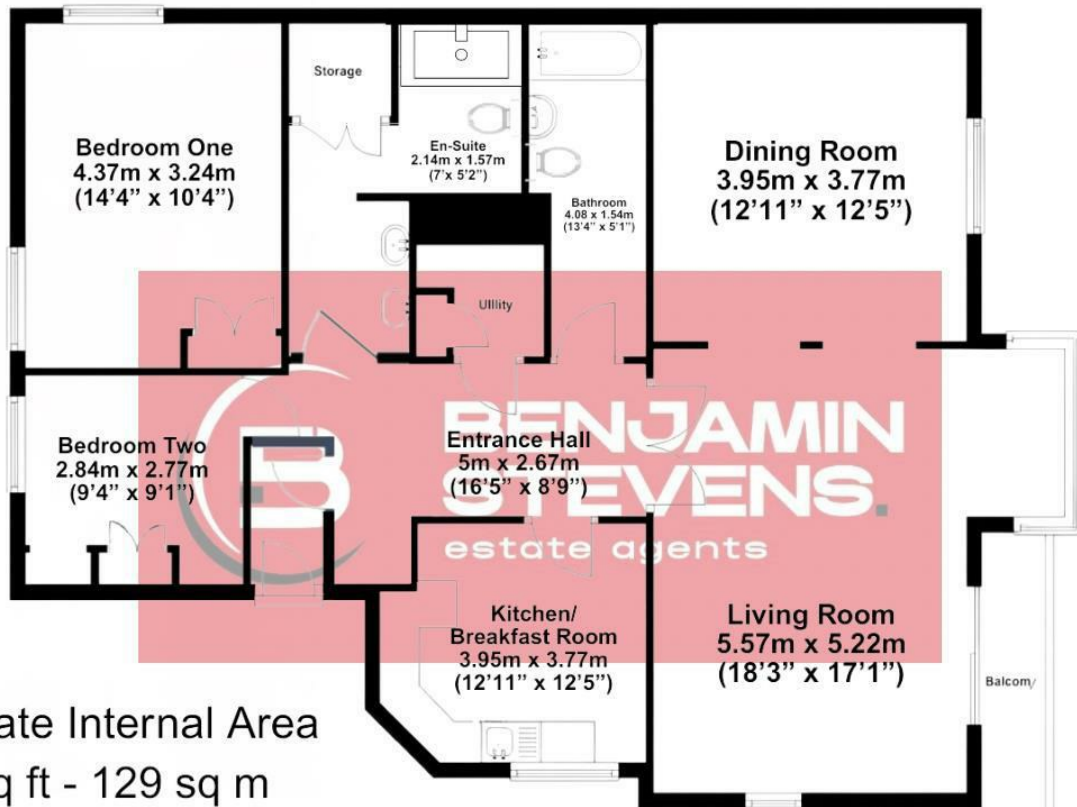 Storage
Bedroom One
4.37m x 3.24m
(14'4" x 10'4")
En-Suite
2.14m x 1.57m
(7'x 5'2")
Bathroom
4.08 x 1.54m
(13'4" x 5'1")
Dining Room
3.95m x 3.77m
(12'11" x 12'5")
Utility
Bedroom Two
2.84m x 2.77m
(9'4" x 9'1")
Entrance Hall
5m x 2.67m
(16'5" x 8'9")
B
BENJAMIN
STEVENS.
estate agents
Kitchen/
Breakfast Room
3.95m x 3.77m
(12'11" x 12'5")
Living Room
5.57m x 5.22m
(18'3" x 17'1")
Balcony
ate Internal Area
q ft - 129 sq m